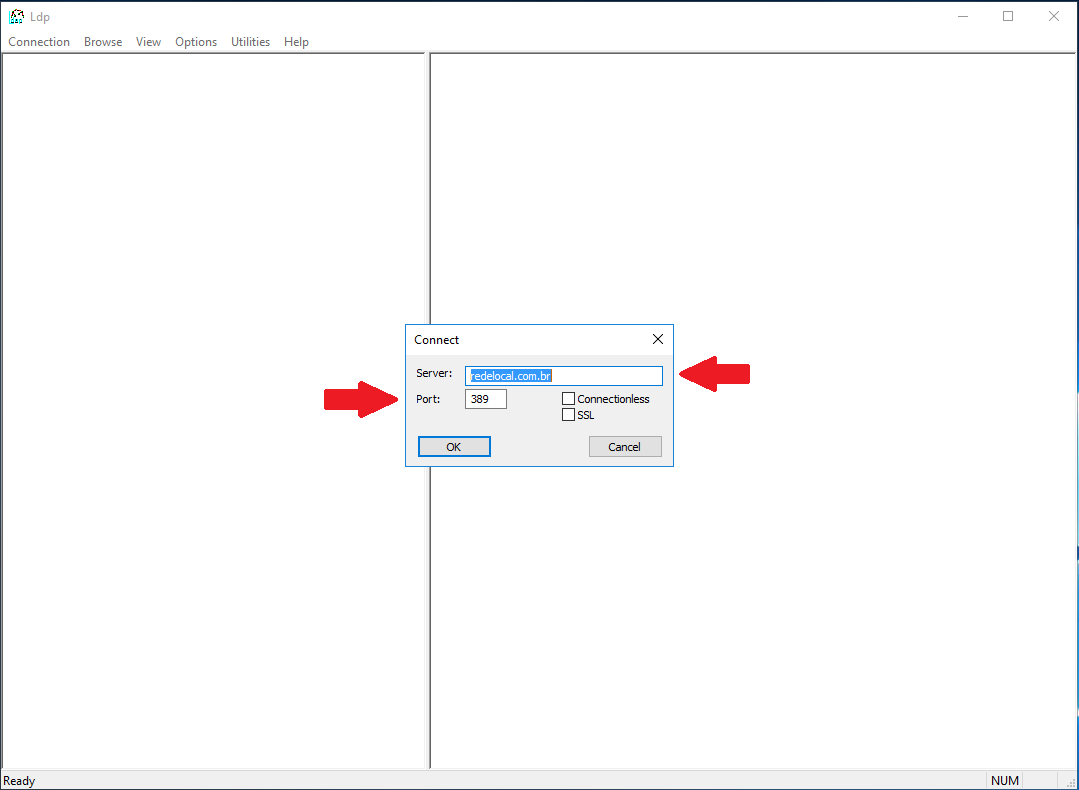 Ldp
Connection Browse View Options Utilities Help
Connect
Server: redelocal.com.br
Port: 389 Connectionless
SSL
OK Cancel
Ready NUM